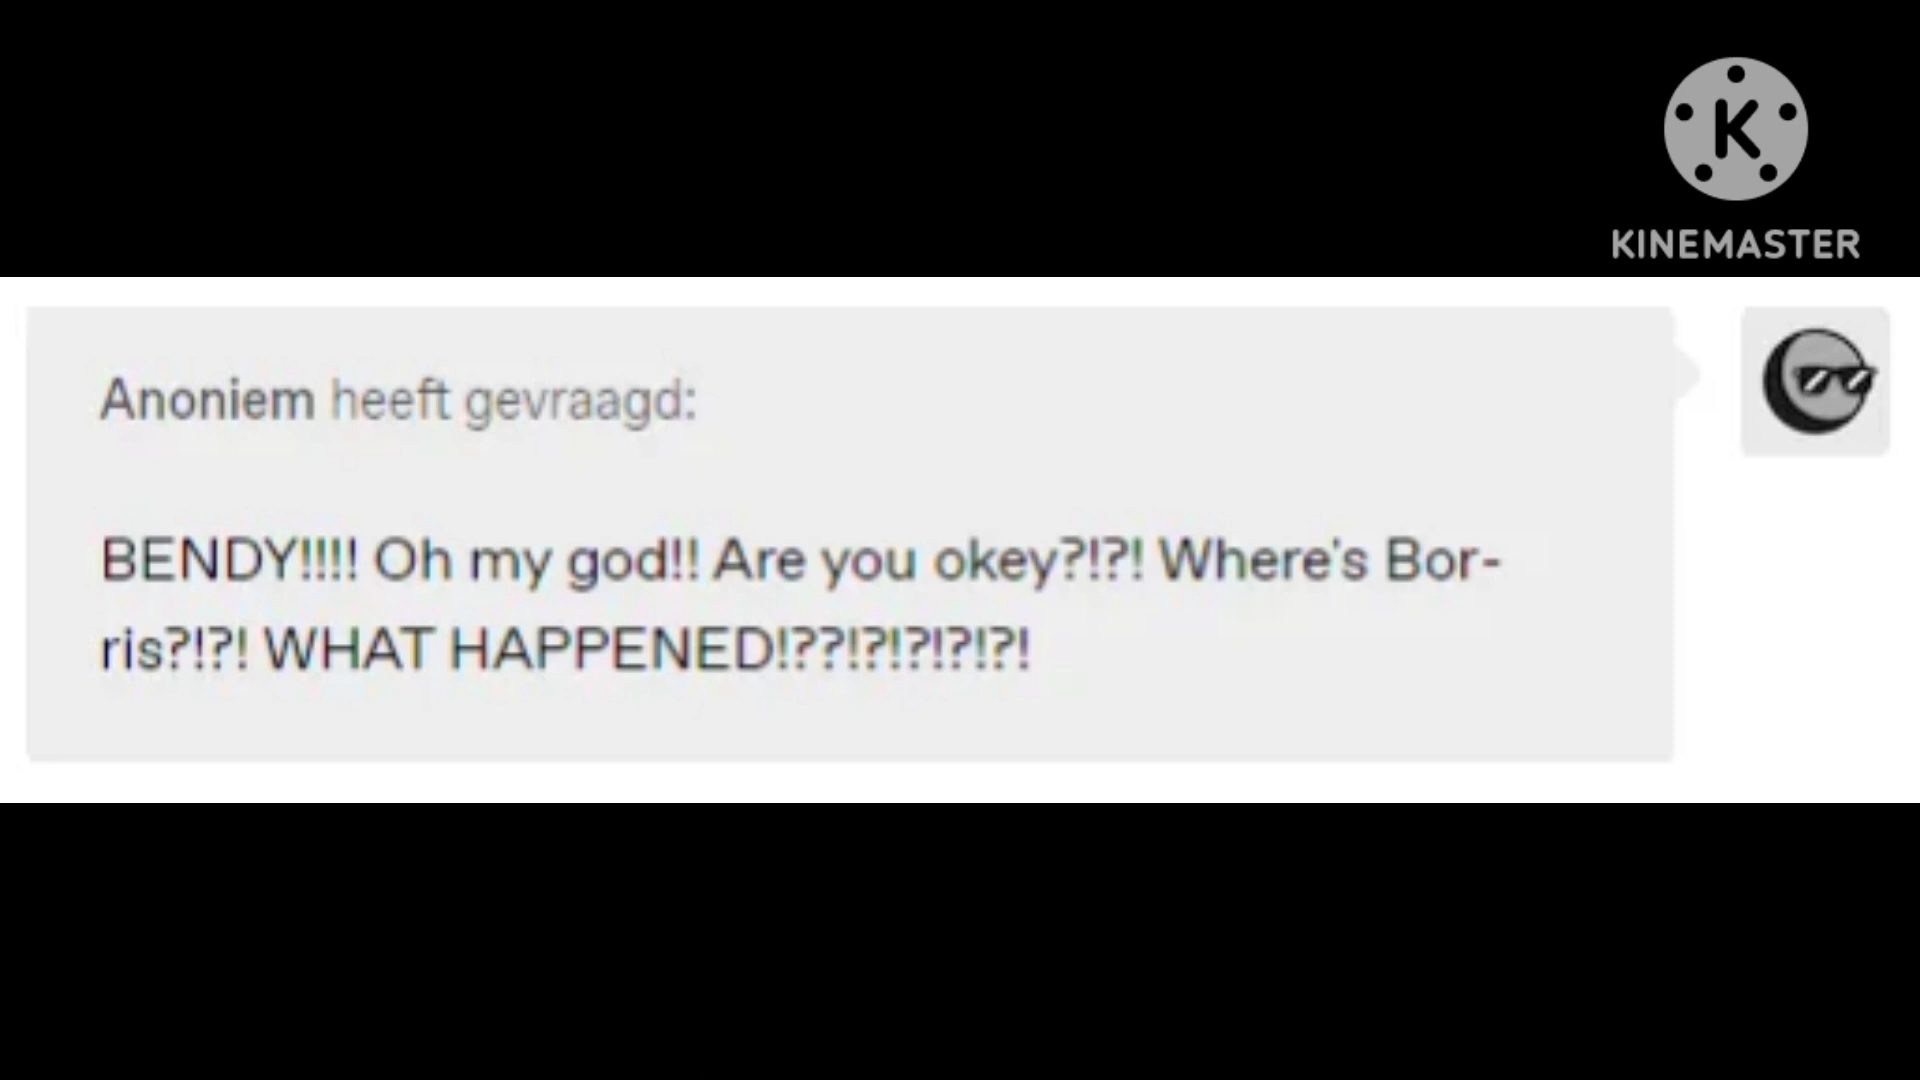 K
KINEMASTER
Anoniem heeft gevraagd:
BENDY!!!! Oh my god!! Are you okey?!?! Where's Bor-
ris?!?! WHAT HAPPENED!??!?!?!?!?!